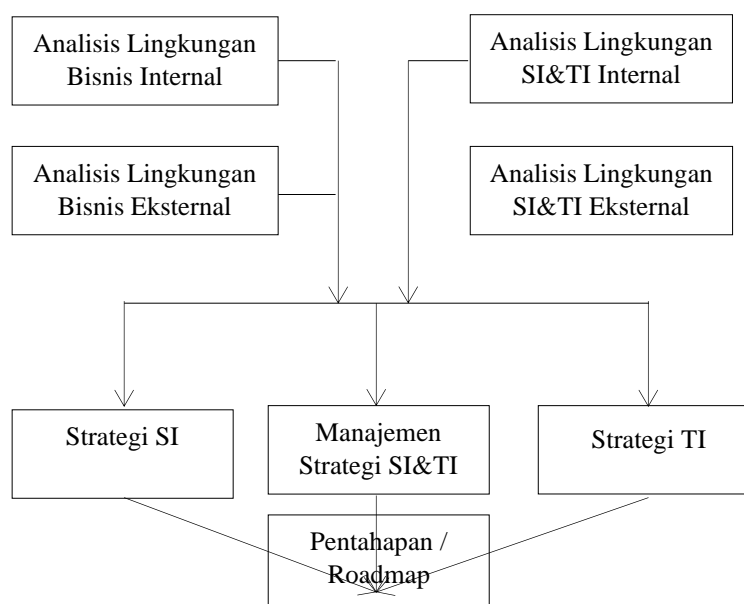 Analisis Lingkungan
Bisnis Internal
Analisis Lingkungan
SI&TI Internal
Analisis Lingkungan
Bisnis Eksternal
Analisis Lingkungan
SI&TI Eksternal
Strategi SI
Manajemen
Strategi SI&TI
Strategi TI
Pentahapan /
Roadmap